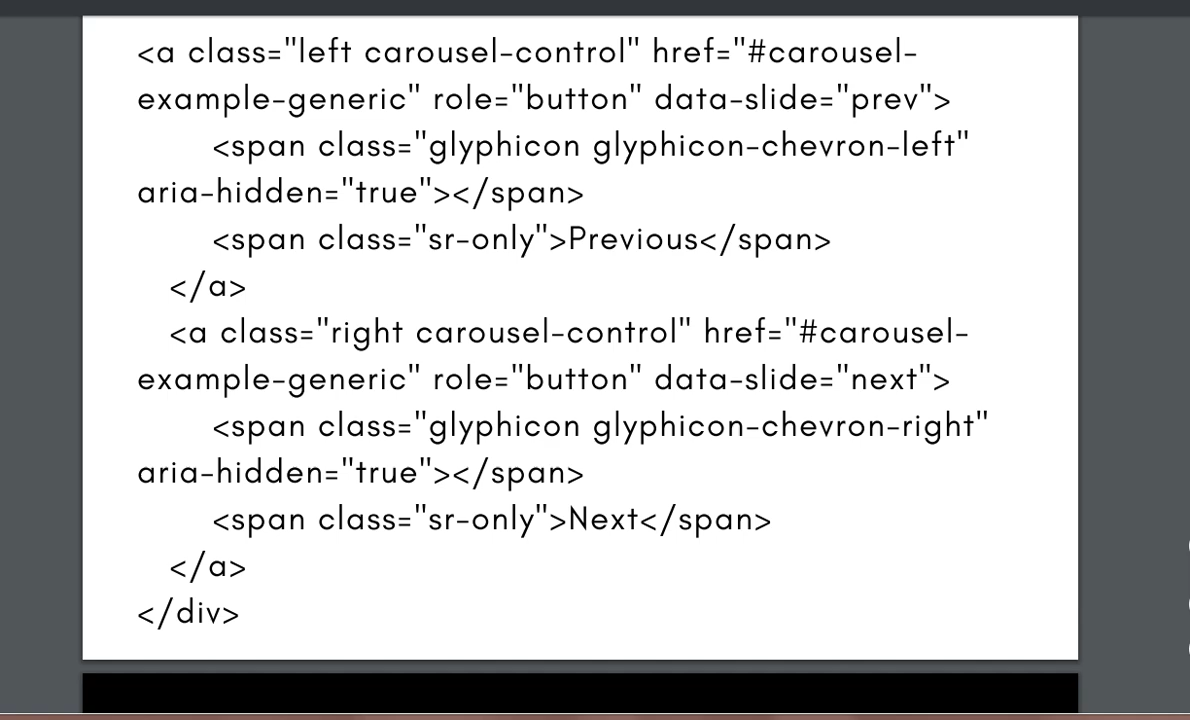 <a class="left carousel-control" href="#carousel-
example-generic" role="button" data-slide="prev">
<span class="glyphicon glyphicon-chevron-left"
aria-hidden="true"></span>
<span class="sr-only">Previous</span>
</a>
<a class="right carousel-control" href="#carousel-
example-generic" role="button" data-slide="next">
<span class="glyphicon glyphicon-chevron-right"
aria-hidden="true"></span>
<span class="sr-only">Next</span>
</a>
</div>